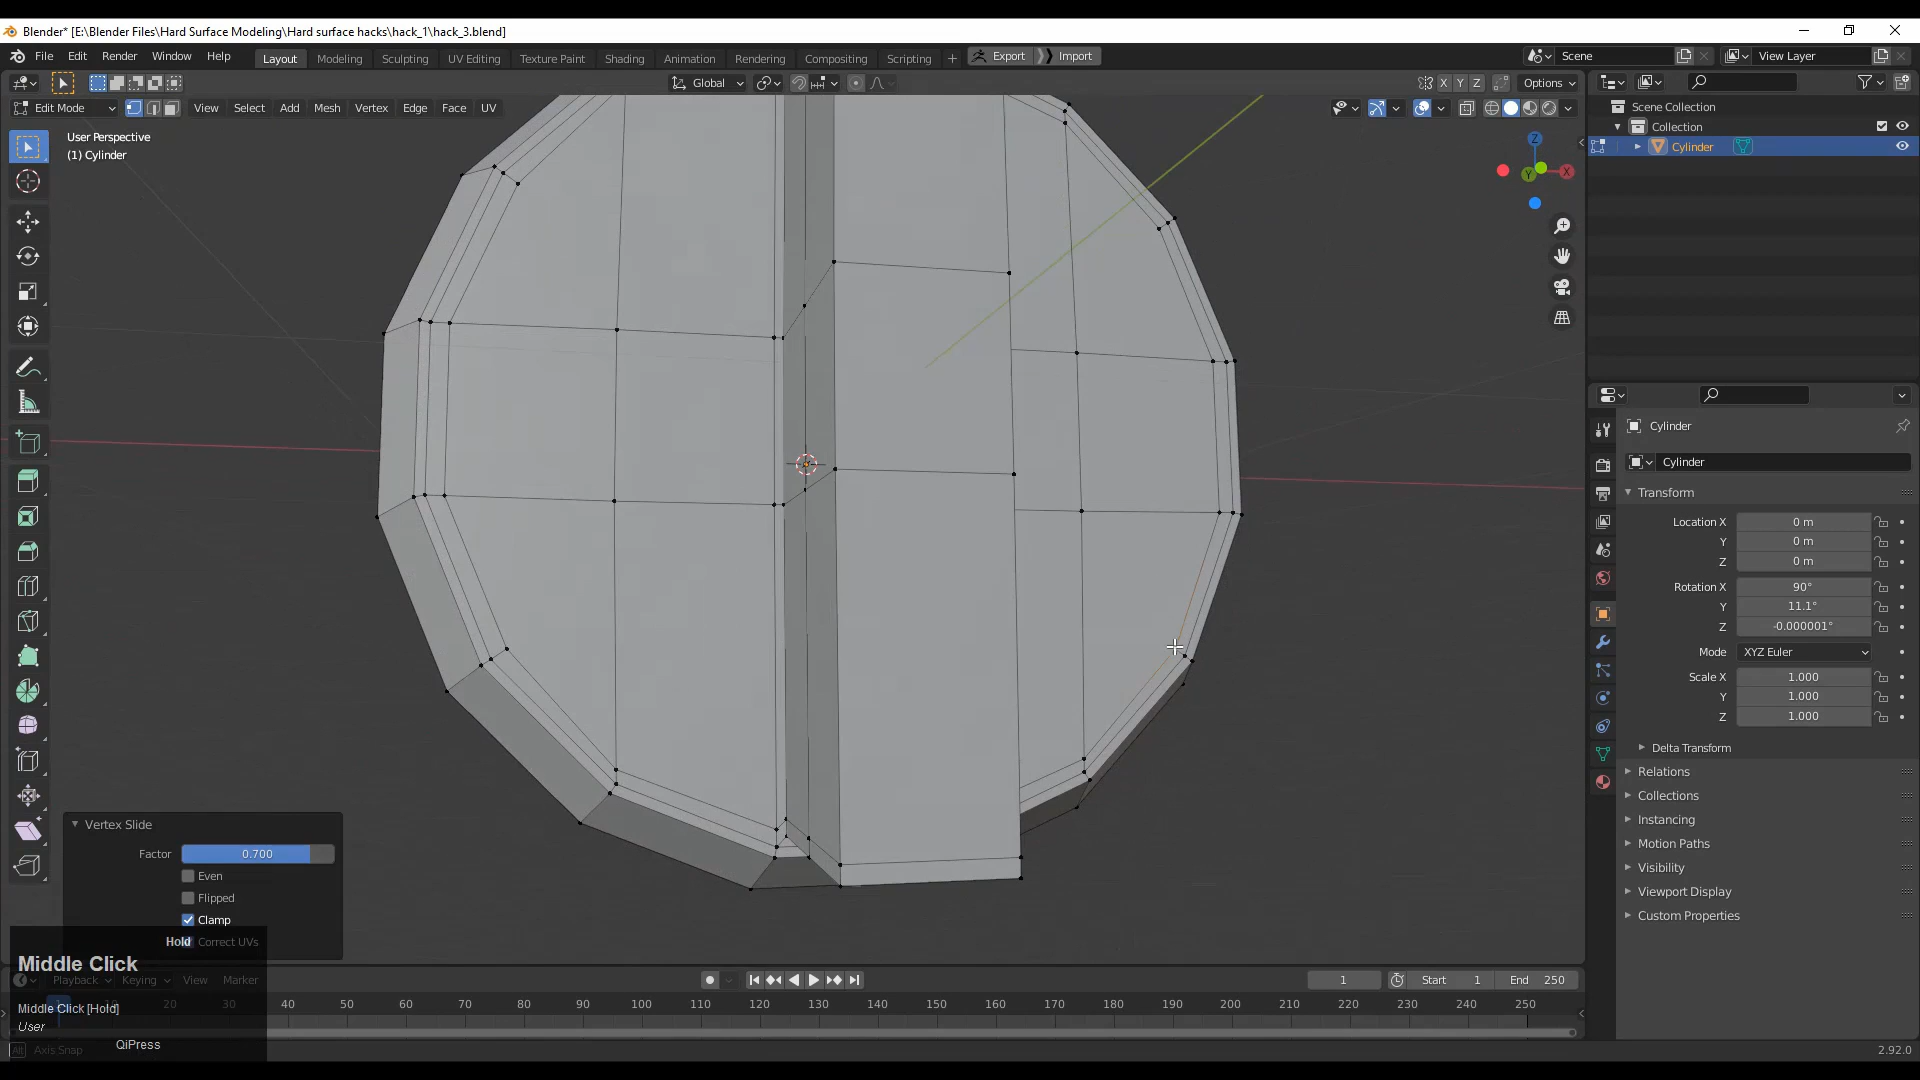 Blender* [E:\Blender Files\Hard Surface Modeling\Hard surface hacks\hack_1\hack_3.blend]
File Edit Render Window Help Layout Modeling Sculpting UV Editing Texture Paint Shading Animation Rendering Compositing Scripting + Export Import Scene View Layer
Global X Y Z Options
Edit Mode View Select Add Mesh Vertex Edge Face UV
User Perspective
(1) Cylinder
Z
X
Y
Scene Collection
Collection
Cylinder
Cylinder
Cylinder
Transform
Location X 0 m
Y 0 m
Z 0 m
Rotation X 90°
Y 11.1°
Z -0.000001°
Mode XYZ Euler
Scale X 1.000
Y 1.000
Z 1.000
Delta Transform
Relations
Collections
Instancing
Motion Paths
Visibility
Viewport Display
Custom Properties
Vertex Slide
Factor 0.700
Even
Flipped
Clamp
Hold Correct UVs
Middle Click
Playback Keying View Marker 1 Start 1 End 250
1 20 30 40 50 60 70 80 90 100 110 120 130 140 150 160 170 180 190 200 210 220 230 240 250
Middle Click [Hold]
User
QiPress
Alt Axis Snap
2.92.0